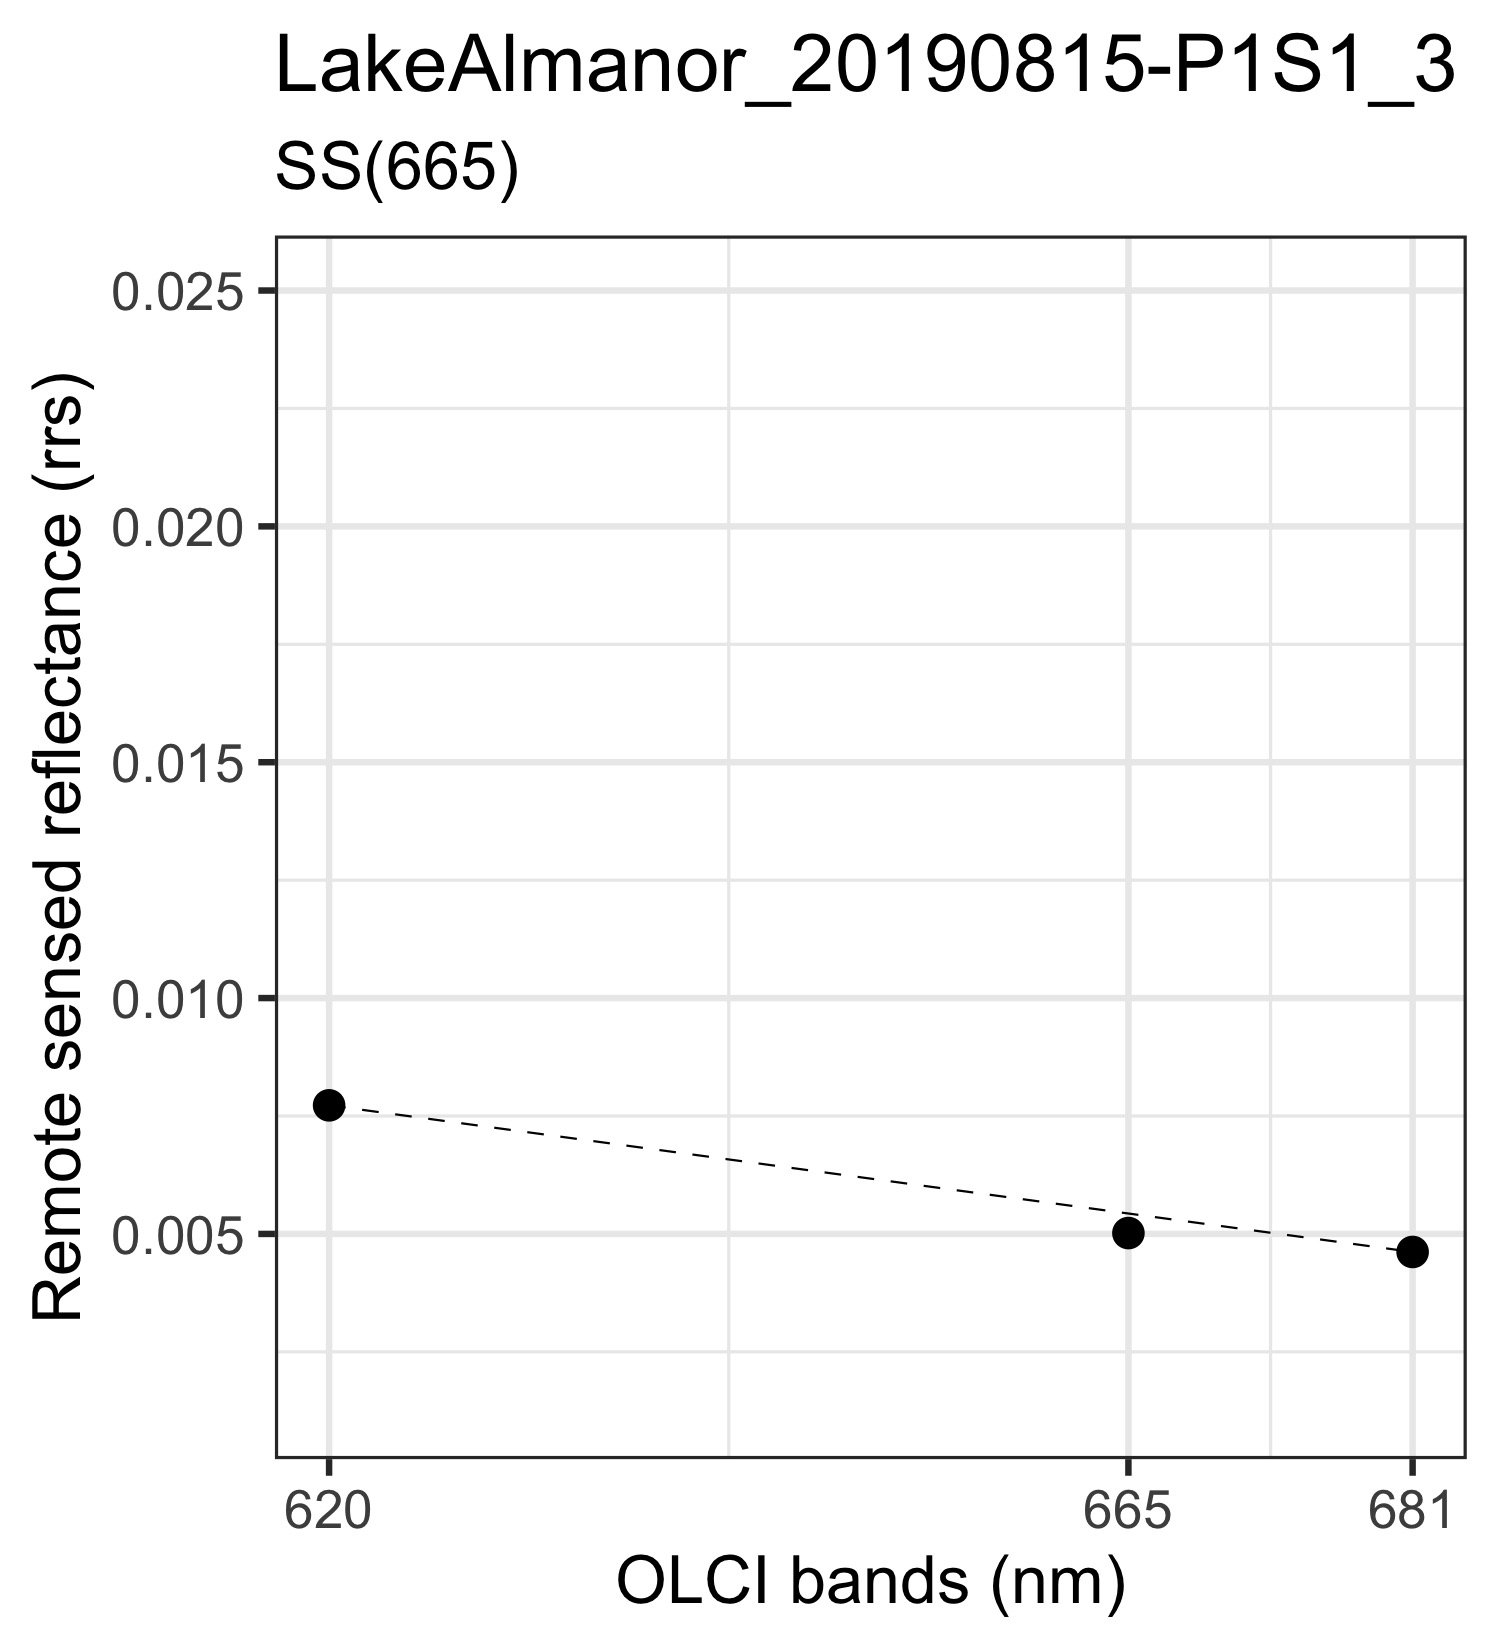 LakeAlmanor_20190815-P1S1_3
SS(665)
Remote sensed reflectance (rrs)
0.025
0.020
0.015
0.010
0.005
620 665 681
OLCI bands (nm)